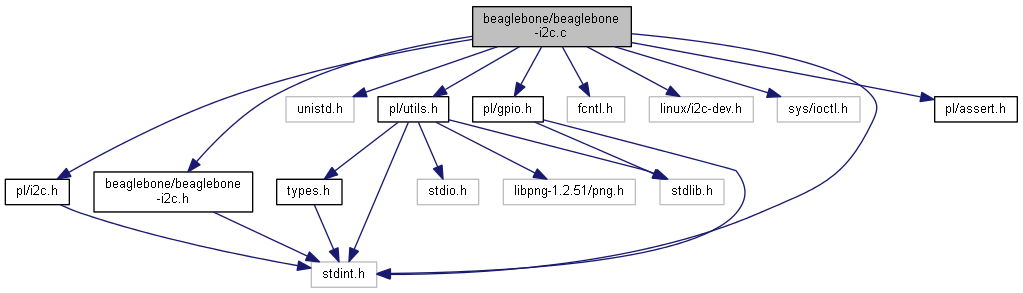 beaglebone/beaglebone
-i2c.c
unistd.h
pl/utils.h
pl/gpio.h
fcntl.h
linux/i2c-dev.h
sys/ioctl.h
pl/assert.h
pl/i2c.h
beaglebone/beaglebone
-i2c.h
types.h
stdio.h
libpng-1.2.51/png.h
stdlib.h
stdint.h